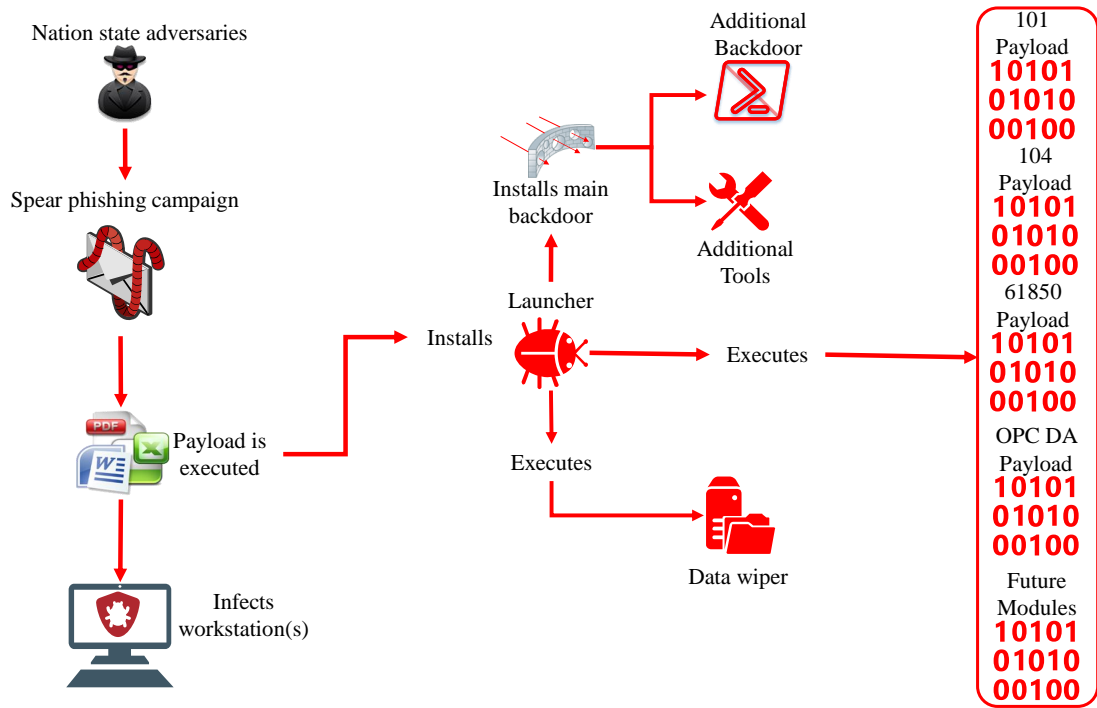 Nation state adversaries
Spear phishing campaign
PDF
W
X
Payload is
executed
Infects
workstation(s)
Installs
Launcher
Installs main
backdoor
Additional
Backdoor
Additional
Tools
Executes
Executes
Data wiper
101
Payload
10101
01010
00100
104
Payload
10101
01010
00100
61850
Payload
10101
01010
00100
OPC DA
Payload
10101
01010
00100
Future
Modules
10101
01010
00100